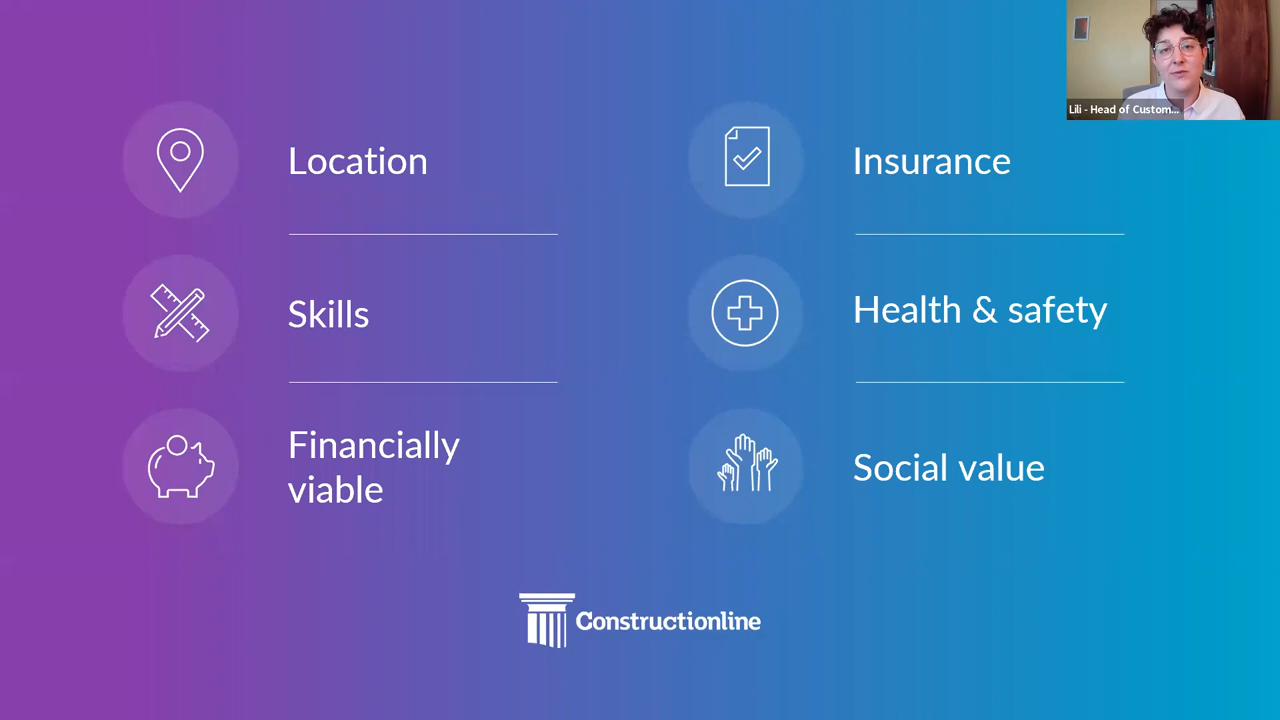 Lili - Head of Custom...
Location
Insurance
Skills
Health & safety
Financially
viable
Social value
Constructionline